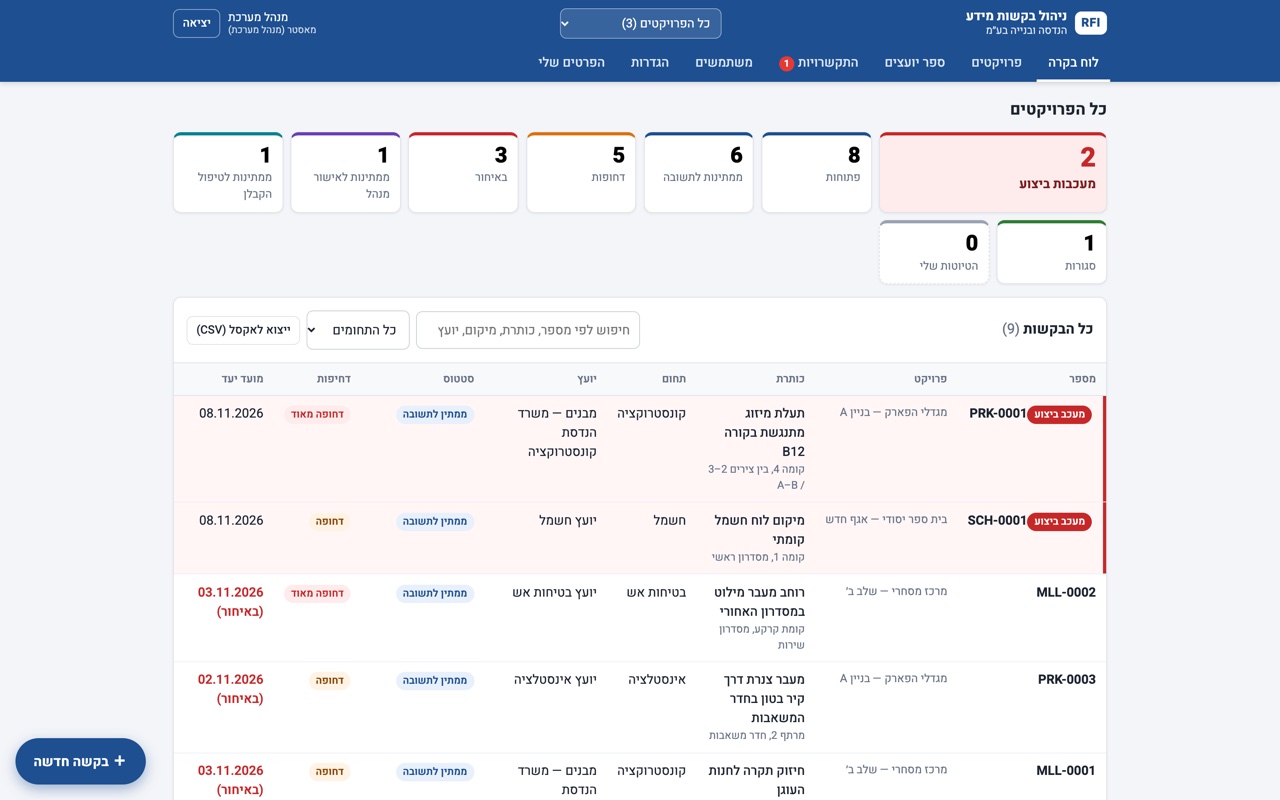 RFI
ניהול בקשות מידע
הנדסה ובנייה בע"מ
כל הפרויקטים (3)
מנהל מערכת
מאסטר (מנהל מערכת)
יציאה
לוח בקרה
פרויקטים
ספר יועצים
התקשרויות 1
משתמשים
הגדרות
הפרטים שלי
כל הפרויקטים
2
מעכבות ביצוע
8
פתוחות
6
ממתינות לתשובה
5
דחופות
3
באיחור
1
ממתינות לאישור
מנהל
1
ממתינות לטיפול
הקבלן
1
סגורות
0
הטיוטות שלי
כל הבקשות (9)
חיפוש לפי מספר, כותרת, מיקום, יועץ
כל התחומים
ייצוא לאקסל (CSV)
מספר
פרויקט
כותרת
תחום
יועץ
סטטוס
דחיפות
מועד יעד
מעכב ביצוע PRK-0001
מגדלי הפארק — בניין A
תעלת מיזוג
מתנגשת בקורה
B12
קומה 4, בין צירים 2–3
/ A–B
קונסטרוקציה
מבנים — משרד
הנדסת
קונסטרוקציה
ממתין לתשובה
דחופה מאוד
08.11.2026
מעכב ביצוע SCH-0001
בית ספר יסודי — אגף חדש
מיקום לוח חשמל
קומתי
קומה 1, מסדרון ראשי
חשמל
יועץ חשמל
ממתין לתשובה
דחופה
08.11.2026
MLL-0002
מרכז מסחרי — שלב ב'
רוחב מעבר מילוט
במסדרון האחורי
קומת קרקע, מסדרון
שירות
בטיחות אש
יועץ בטיחות אש
ממתין לתשובה
דחופה מאוד
03.11.2026
(באיחור)
PRK-0003
מגדלי הפארק — בניין A
מעבר צנרת דרך
קיר בטון בחדר
המשאבות
מרתף 2, חדר משאבות
אינסטלציה
יועץ אינסטלציה
ממתין לתשובה
דחופה
02.11.2026
(באיחור)
MLL-0001
מרכז מסחרי — שלב ב'
חיזוק תקרה לחנות
העוגן
קונסטרוקציה
מבנים — משרד
הנדסת
ממתין לתשובה
דחופה
03.11.2026
(באיחור)
+ בקשה חדשה